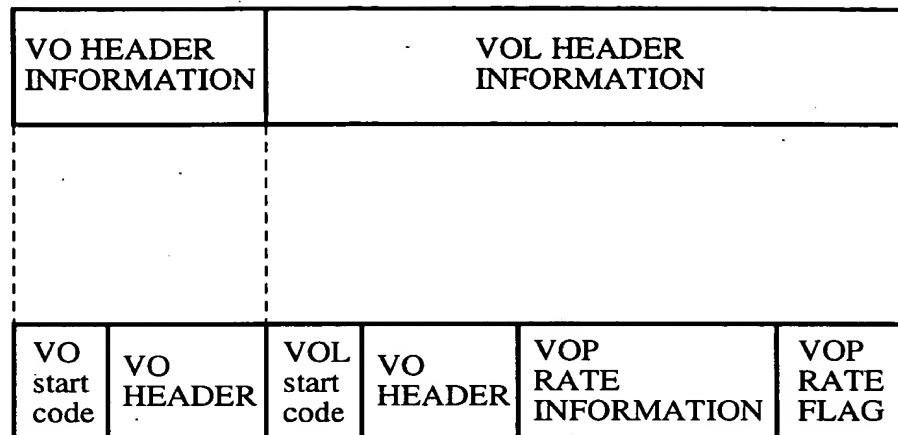 VO HEADER
INFORMATION
VOL HEADER
INFORMATION
VO
start
code
VO
HEADER
VOL
start
code
VO
HEADER
VOP
RATE
INFORMATION
VOP
RATE
FLAG